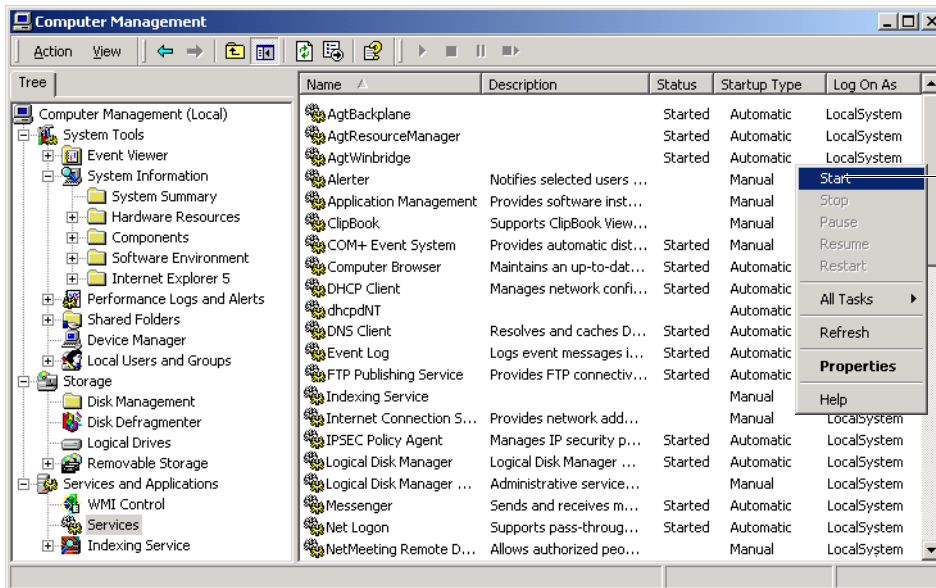 Computer Management
Action View
Tree
Name Description Status Startup Type Log On As
Computer Management (Local)
System Tools
Event Viewer
System Information
System Summary
Hardware Resources
Components
Software Environment
Internet Explorer 5
Performance Logs and Alerts
Shared Folders
Device Manager
Local Users and Groups
Storage
Disk Management
Disk Defragmenter
Logical Drives
Removable Storage
Services and Applications
WMI Control
Services
Indexing Service
AgtBackplane Started Automatic LocalSystem
AgtResourceManager Started Automatic LocalSystem
AgtWinbridge Started Automatic LocalSystem
Alerter Notifies selected users ... Manual
Application Management Provides software inst... Manual
ClipBook Supports ClipBook View... Manual
COM+ Event System Provides automatic dist... Started Manual
Computer Browser Maintains an up-to-dat... Started Automatic
DHCP Client Manages network confi... Started Automatic
dhcpdNT Automatic
DNS Client Resolves and caches D... Started Automatic
Event Log Logs event messages i... Started Automatic
FTP Publishing Service Provides FTP connectiv... Started Automatic
Indexing Service Manual
Internet Connection S... Provides network add... Manual LocalSystem
IPSEC Policy Agent Manages IP security p... Started Automatic LocalSystem
Logical Disk Manager Logical Disk Manager ... Started Automatic LocalSystem
Logical Disk Manager ... Administrative service... Manual LocalSystem
Messenger Sends and receives m... Started Automatic LocalSystem
Net Logon Supports pass-throug... Started Automatic LocalSystem
NetMeeting Remote D... Allows authorized peo... Manual LocalSystem
Start
Stop
Pause
Resume
Restart
All Tasks
Refresh
Properties
Help